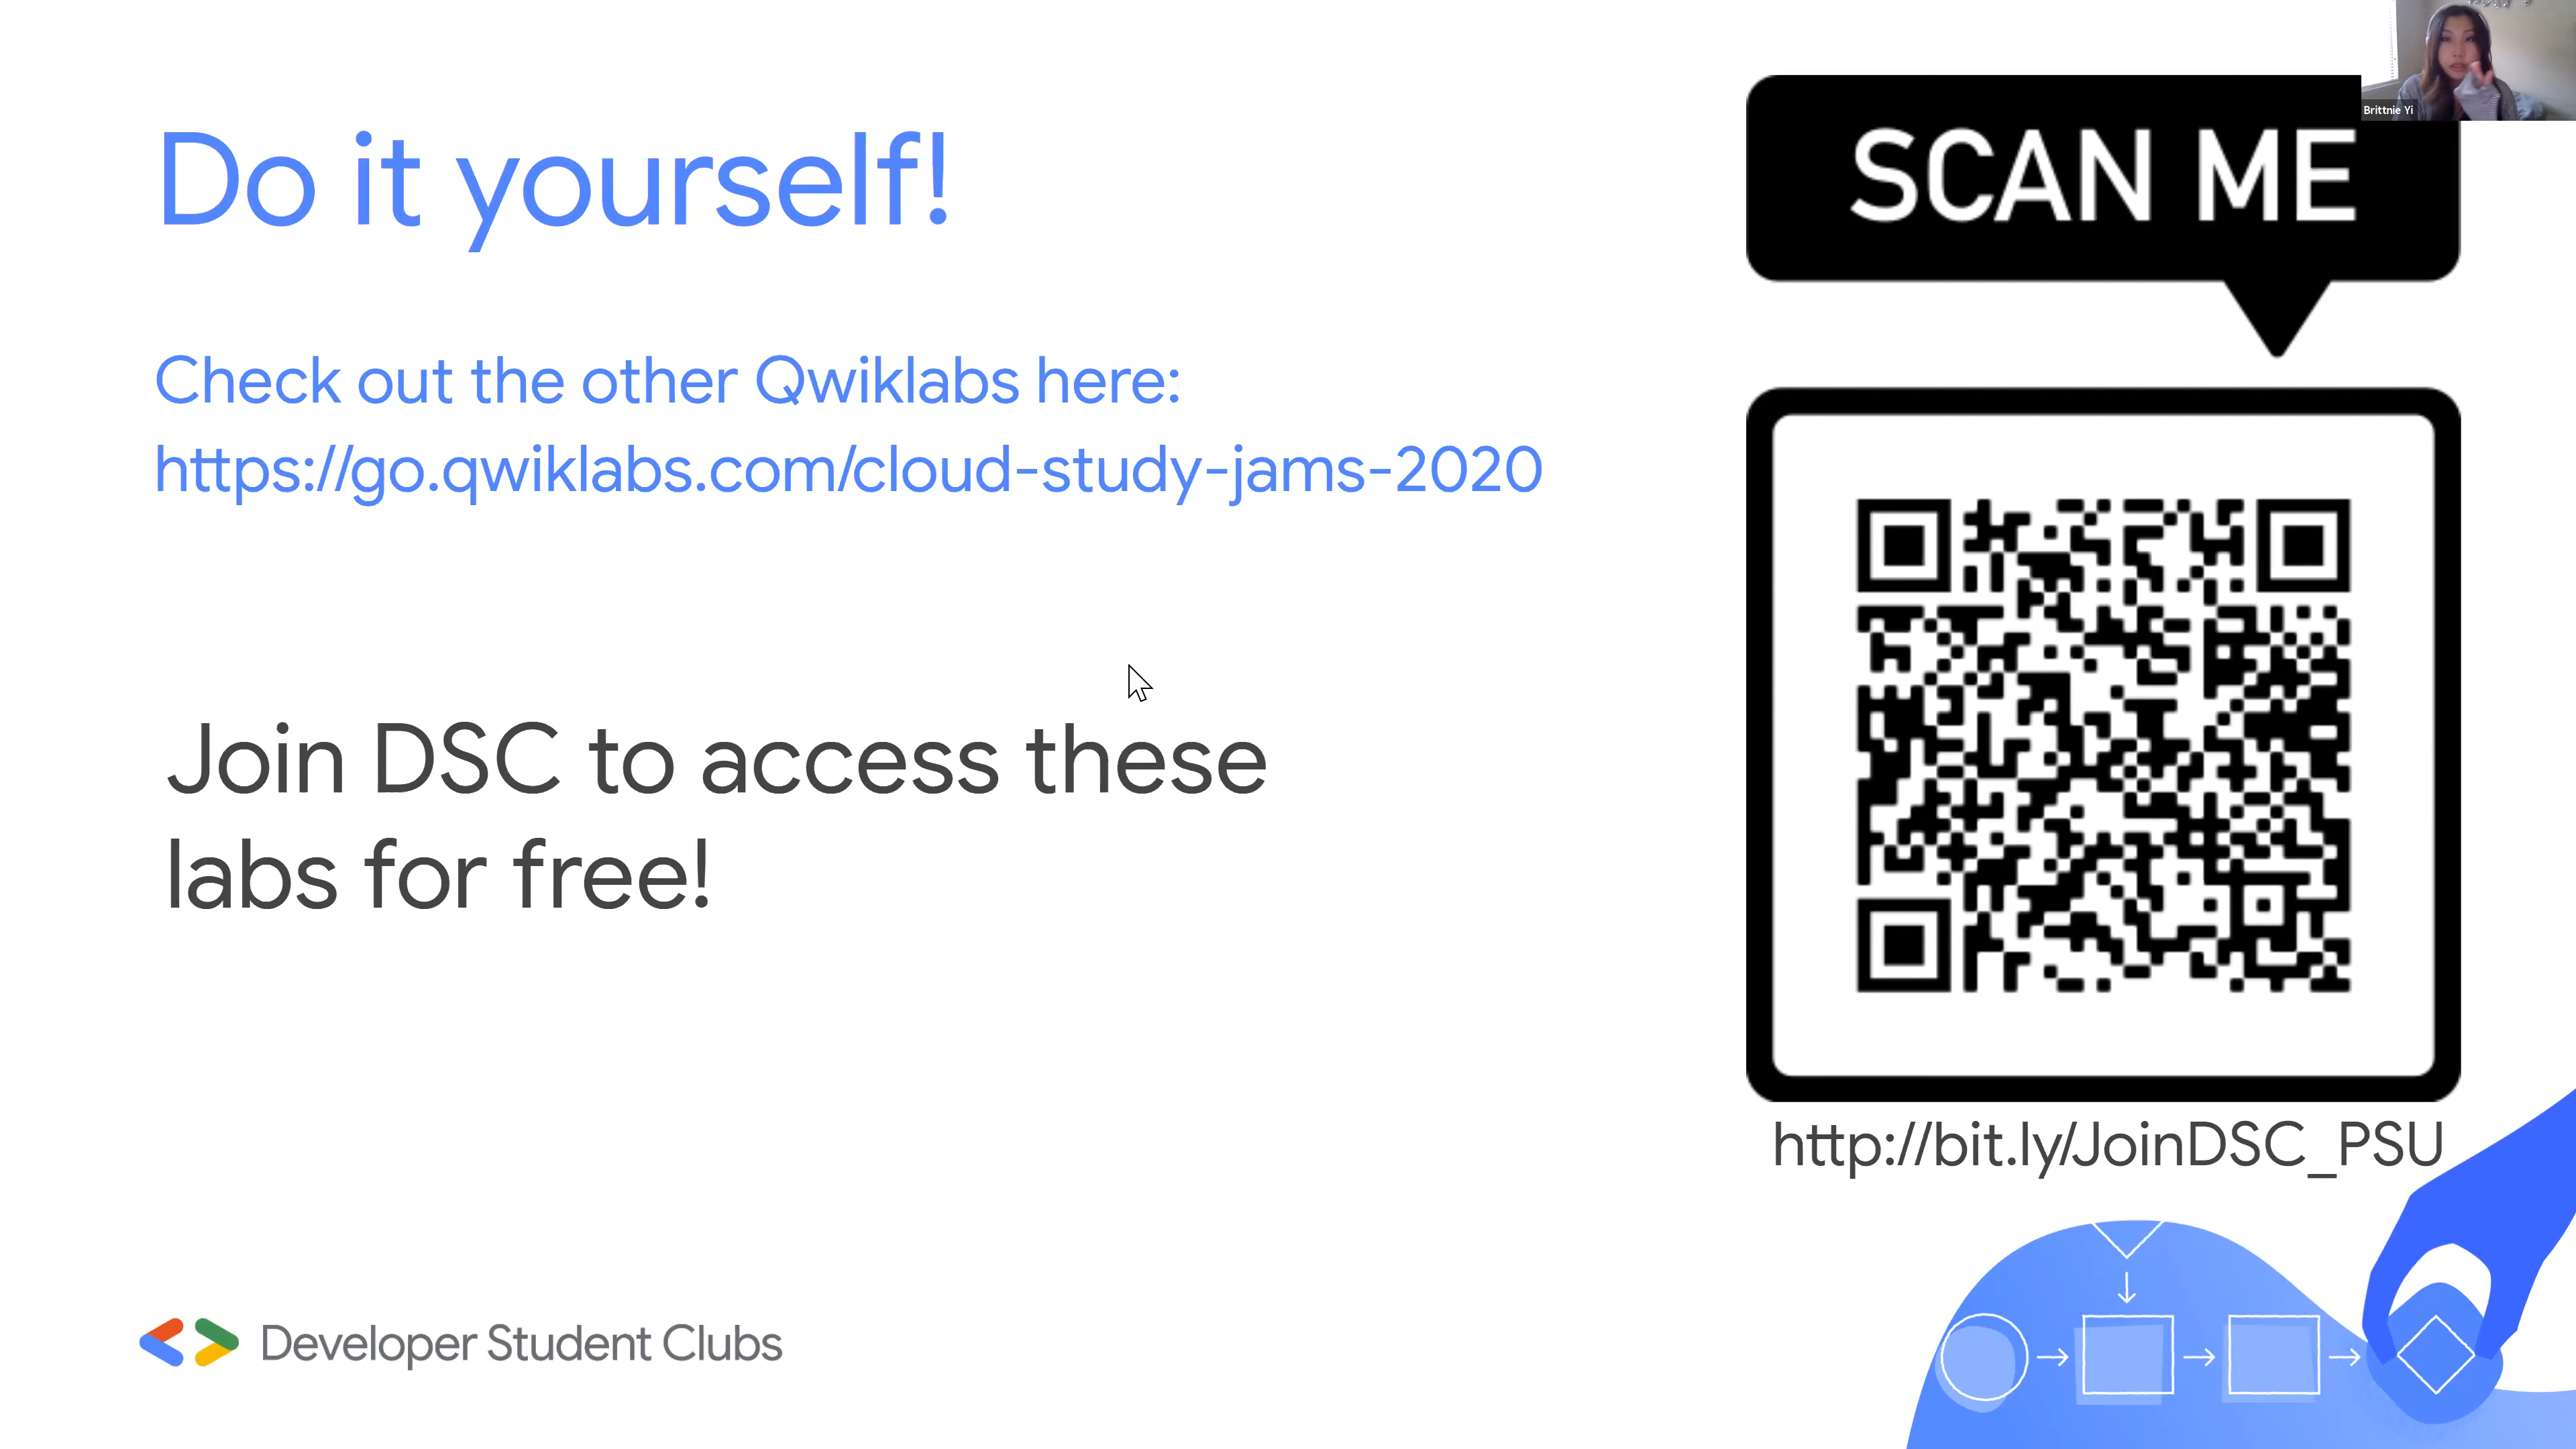 Do it yourself!
Check out the other Qwiklabs here:
https://go.qwiklabs.com/cloud-study-jams-2020
Join DSC to access these
labs for free!
SCAN ME
Brittnie Yi
http://bit.ly/JoinDSC_PSU
Developer Student Clubs